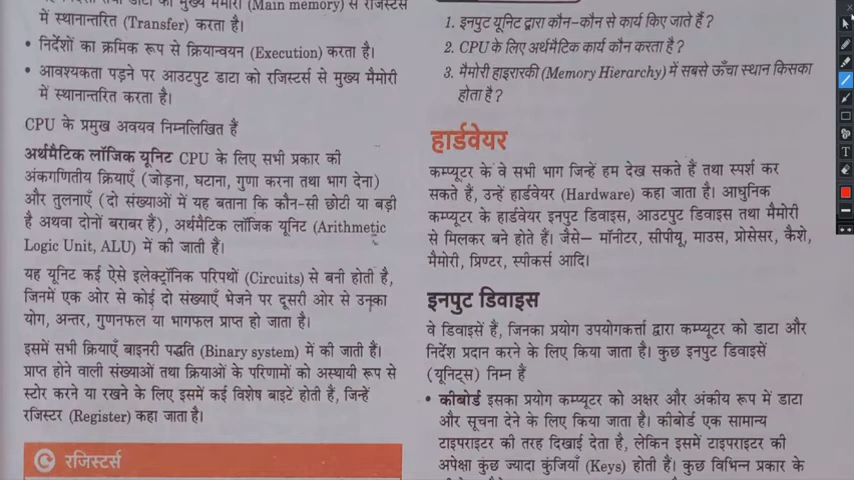 में स्थानान्तरित (Transfer) करता है।
• निर्देशों का क्रमिक रूप से क्रियान्वयन (Execution) करता है।
• आवश्यकता पड़ने पर आउटपुट डाटा को रजिस्टर्स से मुख्य मैमोरी
में स्थानान्तरित करता है।
CPU के प्रमुख अवयव निम्नलिखित हैं
अर्थमैटिक लॉजिक यूनिट CPU के लिए सभी प्रकार की
अंकगणितीय क्रियाएँ (जोड़ना, घटाना, गुणा करना तथा भाग देना)
और तुलनाएँ (दो संख्याओं में यह बताना कि कौन-सी छोटी या बड़ी
है अथवा दोनों बराबर हैं), अर्थमैटिक लॉजिक यूनिट (Arithmetic
Logic Unit, ALU) में की जाती हैं।
यह यूनिट कई ऐसे इलेक्ट्रॉनिक परिपथों (Circuits) से बनी होती है,
जिनमें एक ओर से कोई दो संख्याएँ भेजने पर दूसरी ओर से उनका
योग, अन्तर, गुणनफल या भागफल प्राप्त हो जाता है।
इसमें सभी क्रियाएँ बाइनरी पद्धति (Binary system) में की जाती हैं।
प्राप्त होने वाली संख्याओं तथा क्रियाओं के परिणामों को अस्थायी रूप से
स्टोर करने या रखने के लिए इसमें कई विशेष बाइटें होती हैं, जिन्हें
रजिस्टर (Register) कहा जाता है।
रजिस्टर्स
1. इनपुट यूनिट द्वारा कौन-कौन से कार्य किए जाते हैं?
2. CPU के लिए अर्थमैटिक कार्य कौन करता है?
3. मैमोरी हाइरारकी (Memory Hierarchy) में सबसे ऊँचा स्थान किसका
होता है?
हार्डवेयर
कम्प्यूटर के वे सभी भाग जिन्हें हम देख सकते हैं तथा स्पर्श कर
सकते हैं, उन्हें हार्डवेयर (Hardware) कहा जाता है। आधुनिक
कम्प्यूटर के हार्डवेयर इनपुट डिवाइस, आउटपुट डिवाइस तथा मैमोरी
से मिलकर बने होते हैं। जैसे– मॉनीटर, सीपीयू, माउस, प्रोसेसर, कैशे,
मैमोरी, प्रिण्टर, स्पीकर्स आदि।
इनपुट डिवाइस
वे डिवाइसें हैं, जिनका प्रयोग उपयोगकर्त्ता द्वारा कम्प्यूटर को डाटा और
निर्देश प्रदान करने के लिए किया जाता है। कुछ इनपुट डिवाइसें
(यूनिट्स) निम्न हैं
• कीबोर्ड इसका प्रयोग कम्प्यूटर को अक्षर और अंकीय रूप में डाटा
और सूचना देने के लिए किया जाता है। कीबोर्ड एक सामान्य
टाइपराइटर की तरह दिखाई देता है, लेकिन इसमें टाइपराइटर की
अपेक्षा कुछ ज्यादा कुंजियाँ (Keys) होती हैं। कुछ विभिन्न प्रकार के